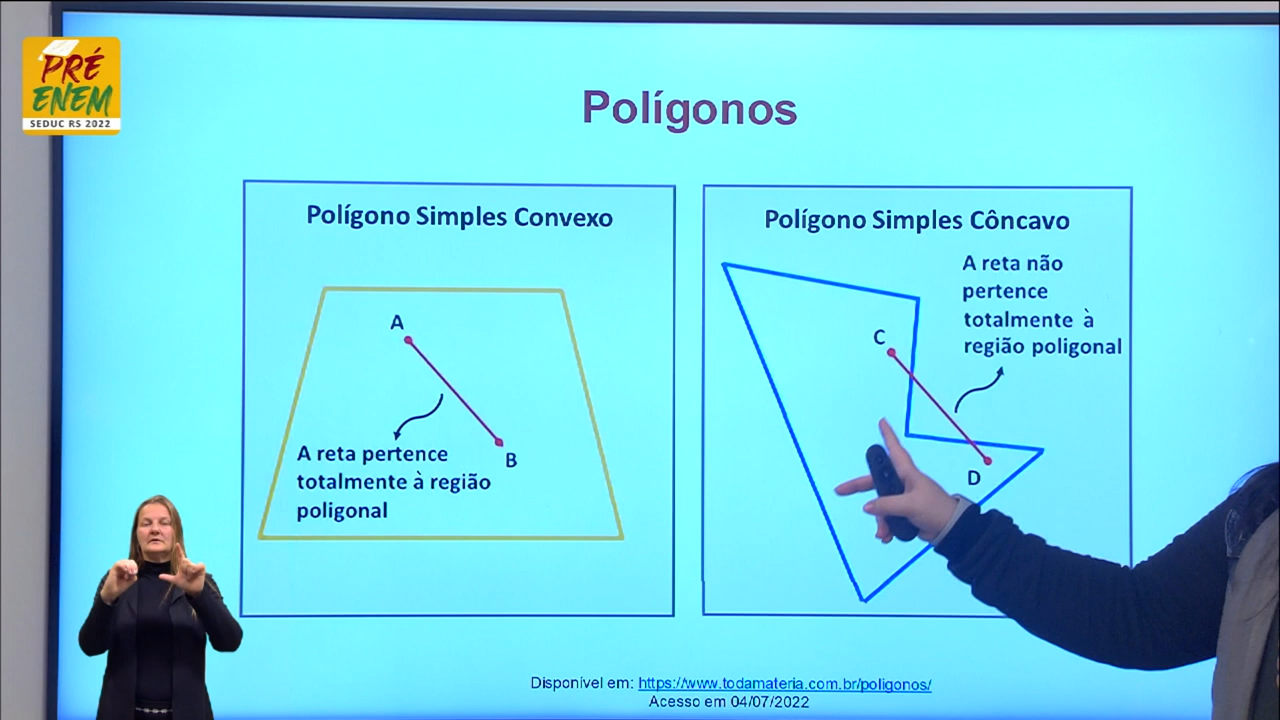 PRÉ
ENEM
SEDUC RS 2022
Polígonos
Polígono Simples Convexo
A
B
A reta pertence
totalmente à região
poligonal
Polígono Simples Côncavo
A reta não
pertence
totalmente à
região poligonal
C
D
Disponível em: https://www.todamateria.com.br/poligonos/
Acesso em 04/07/2022